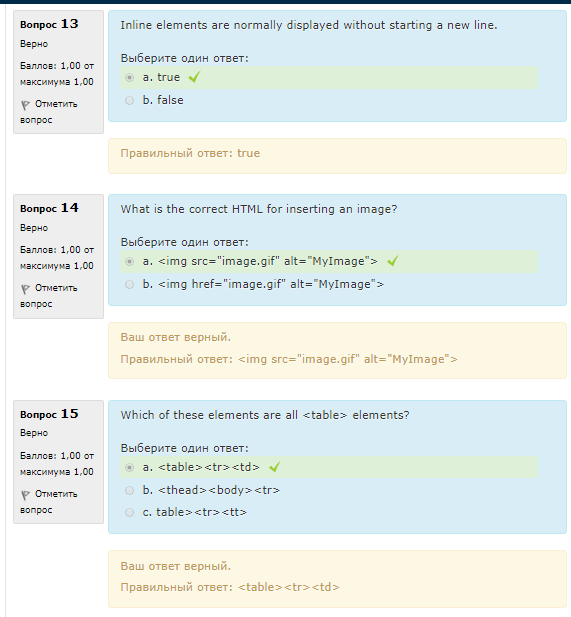 Вопрос 13
Верно
Баллов: 1,00 от
максимума 1,00
Отметить
вопрос
Inline elements are normally displayed without starting a new line.
Выберите один ответ:
a. true
b. false
Правильный ответ: true
Вопрос 14
Верно
Баллов: 1,00 от
максимума 1,00
Отметить
вопрос
What is the correct HTML for inserting an image?
Выберите один ответ:
a. <img src="image.gif" alt="MyImage">
b. <img href="image.gif" alt="MyImage">
Ваш ответ верный.
Правильный ответ: <img src="image.gif" alt="MyImage">
Вопрос 15
Верно
Баллов: 1,00 от
максимума 1,00
Отметить
вопрос
Which of these elements are all <table> elements?
Выберите один ответ:
a. <table><tr><td>
b. <thead><body><tr>
c. table><tr><tt>
Ваш ответ верный.
Правильный ответ: <table><tr><td>